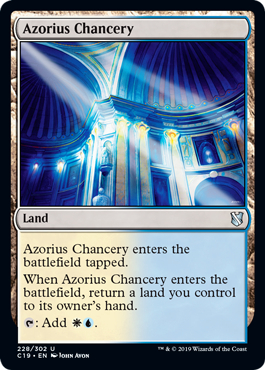 Azorius Chancery
Land
Azorius Chancery enters the
battlefield tapped.
When Azorius Chancery enters the
battlefield, return a land you control
to its owner's hand.
: Add .
228/302 U
C19 • EN JOHN AVON
™ & © 2019 Wizards of the Coast